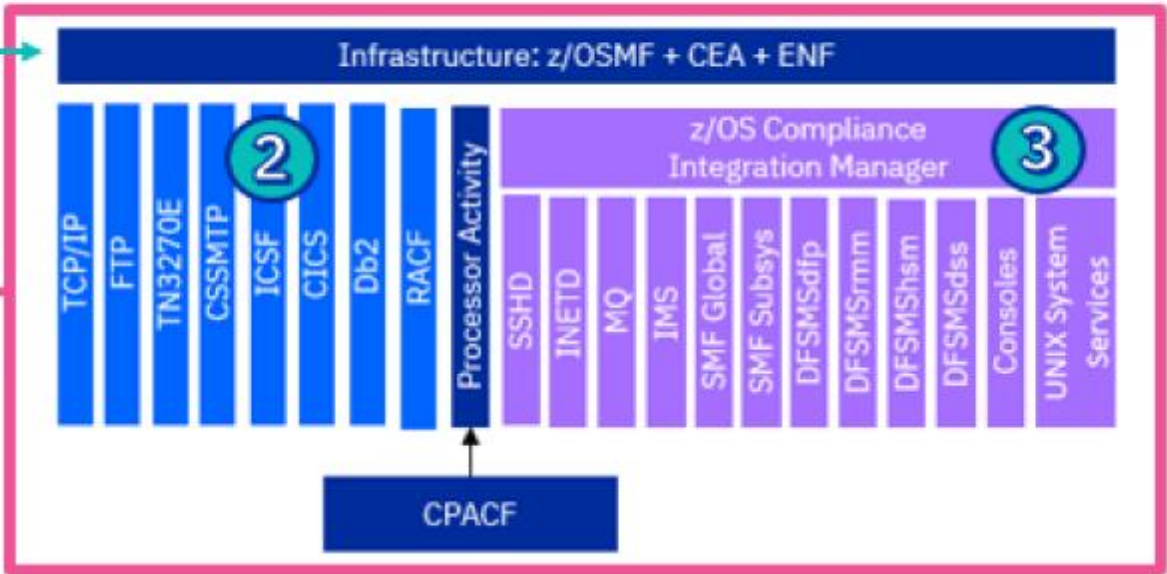 Infrastructure: z/OSMF + CEA + ENF
TCP/IP
FTP
TN3270E
CSSMTP
2
ICSF
CICS
Db2
RACF
Processor Activity
z/OS Compliance
Integration Manager
3
SSHD
INETD
MQ
IMS
SMF Global
SMF Subsys
DFSMSdfp
DFSMSrmm
DFSMShsm
DFSMSdss
Consoles
UNIX System
Services
CPACF